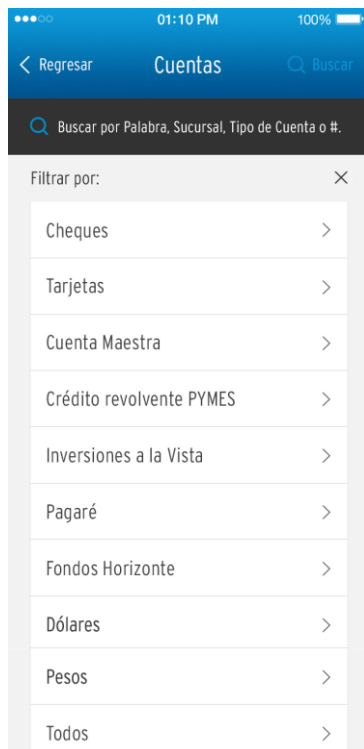 01:10 PM 100%
Regresar Cuentas Buscar
Buscar por Palabra, Sucursal, Tipo de Cuenta o #.
Filtrar por:
Cheques
Tarjetas
Cuenta Maestra
Crédito revolvente PYMES
Inversiones a la Vista
Pagaré
Fondos Horizonte
Dólares
Pesos
Todos